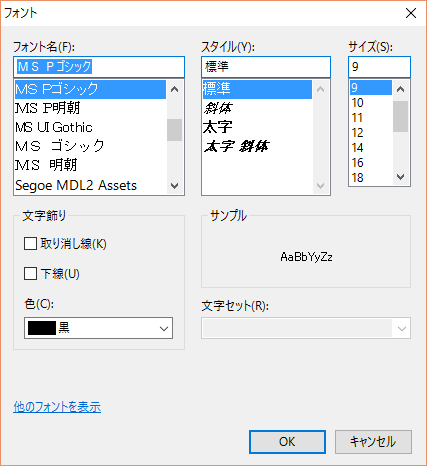 フォント
フォント名(F):
スタイル(Y):
サイズ(S):
ＭＳ Ｐゴシック
標準
9
ＭＳ Ｐゴシック
ＭＳ Ｐ明朝
MS UI Gothic
ＭＳ ゴシック
ＭＳ 明朝
Segoe MDL2 Assets
標準
斜体
太字
太字 斜体
9
10
11
12
14
16
18
文字飾り
取り消し線(K)
下線(U)
色(C):
黒
サンプル
AaBbYyZz
文字セット(R):
他のフォントを表示
OK
キャンセル